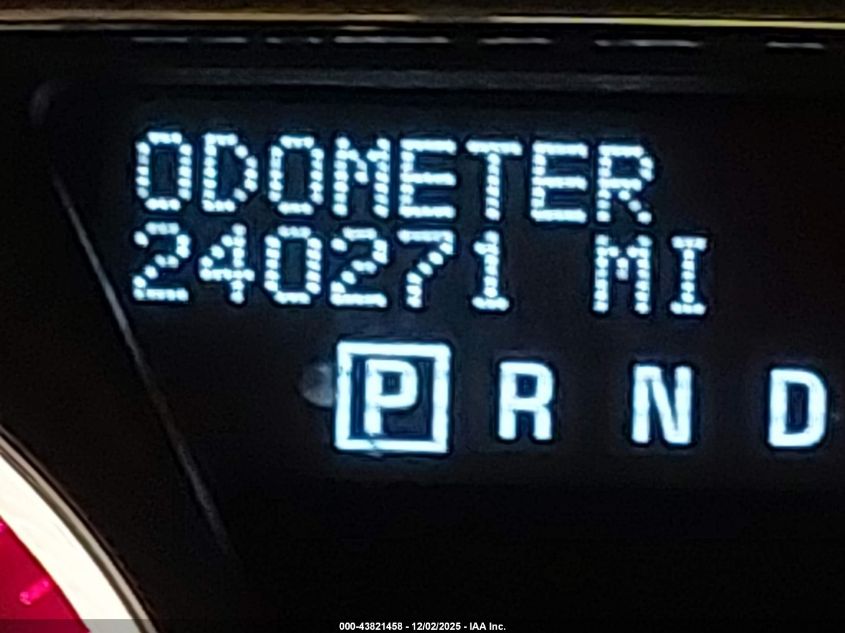 ODOMETER
240271 MI
P R N D
000-43821458 - 12/02/2025 - IAA Inc.